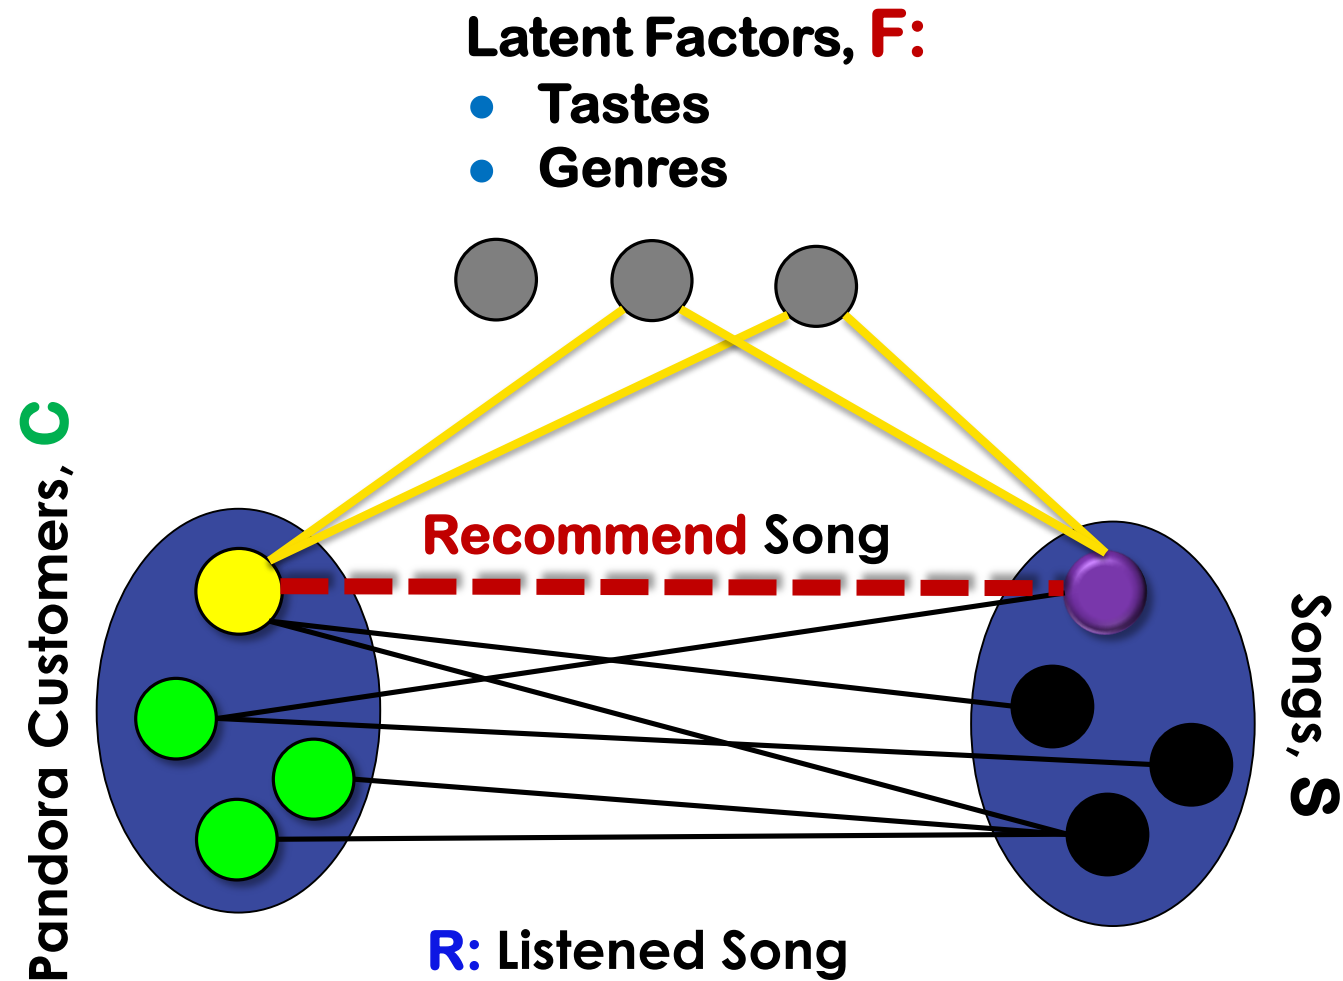 Latent Factors, F:
• Tastes
• Genres
Pandora Customers, C
Recommend Song
Songs, S
R: Listened Song